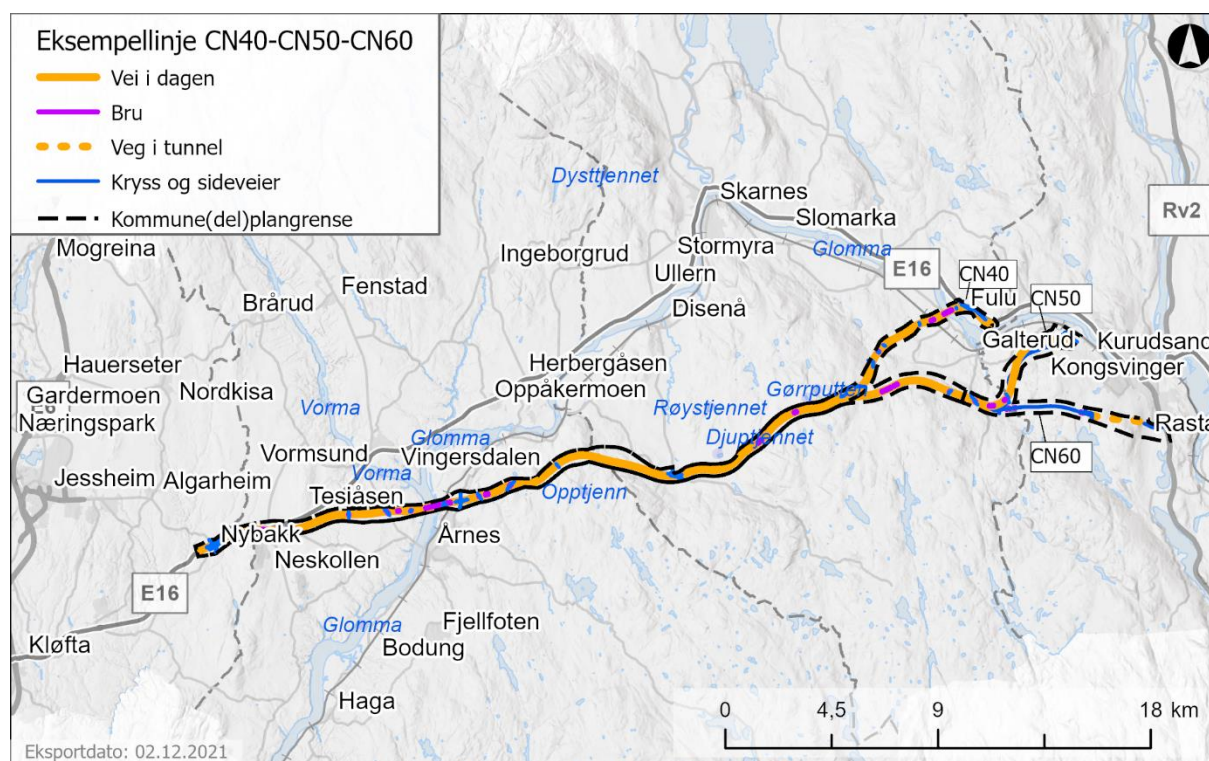 Eksempellinje CN40-CN50-CN60
Vei i dagen
Bru
Veg i tunnel
Kryss og sideveier
Kommune(del)plangrense
Dysttjennet
Skarnes
Slomarka
Rv2
Mogreina
Ingeborgrud
Stormyra
Glomma
Ullern
E16
CN40
Fulu
CN50
Fenstad
Brårud
Disenå
Galterud
Kurudsand
Hauerseter
Herbergåsen
Kongsvinger
Gardermoen
Nordkisa
Oppåkermoen
Gørrputten
E6
Næringspark
Vorma
Røystjennet
Rasta
Glomma
Djuptjennet
Vormsund
Vingersdalen
CN60
Jessheim
Algarheim
Vorma
Tesiåsen
Opptjenn
Nybakk
Årnes
Neskollen
E16
Glomma
Fjellfoten
Kløfta
Bodung
Haga
0
4,5
9
18 km
Eksportdato: 02.12.2021